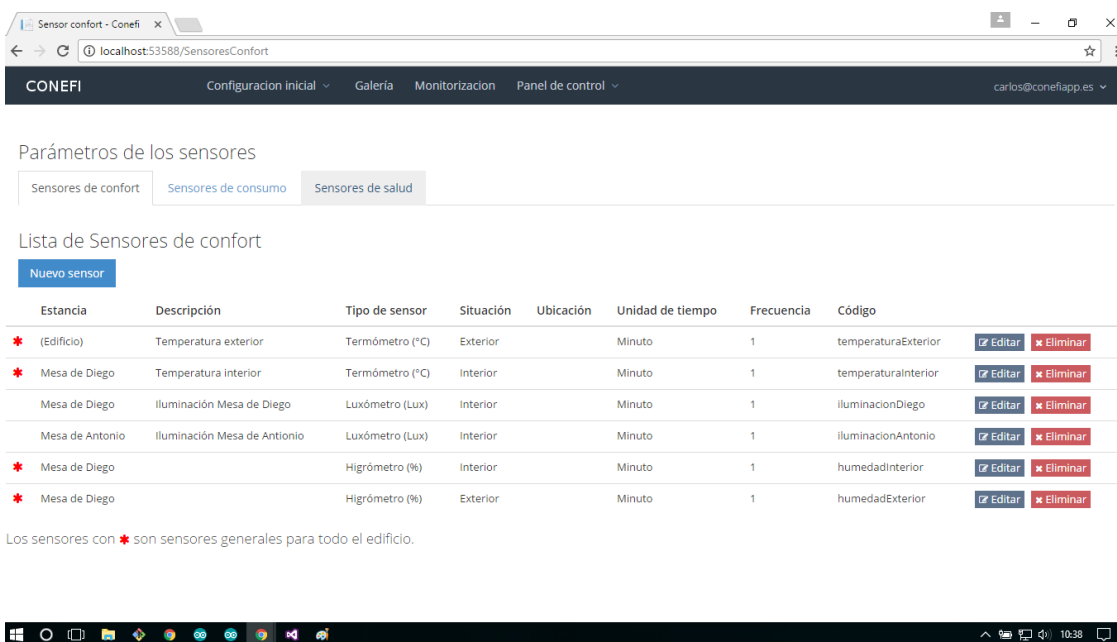 Sensor confort - Conefi
localhost:53588/SensoresConfort
CONEFI Configuracion inicial Galería Monitorizacion Panel de control carlos@conefiapp.es
Parámetros de los sensores
Sensores de confort Sensores de consumo Sensores de salud
Lista de Sensores de confort
Nuevo sensor
Estancia Descripción Tipo de sensor Situación Ubicación Unidad de tiempo Frecuencia Código
* (Edificio) Temperatura exterior Termómetro (°C) Exterior Minuto 1 temperaturaExterior Editar x Eliminar
* Mesa de Diego Temperatura interior Termómetro (°C) Interior Minuto 1 temperaturaInterior Editar x Eliminar
Mesa de Diego Iluminación Mesa de Diego Luxómetro (Lux) Interior Minuto 1 iluminacionDiego Editar x Eliminar
Mesa de Antonio Iluminación Mesa de Antionio Luxómetro (Lux) Interior Minuto 1 iluminacionAntonio Editar x Eliminar
* Mesa de Diego Higrómetro (%) Interior Minuto 1 humedadInterior Editar x Eliminar
* Mesa de Diego Higrómetro (%) Exterior Minuto 1 humedadExterior Editar x Eliminar
Los sensores con * son sensores generales para todo el edificio.
10:38